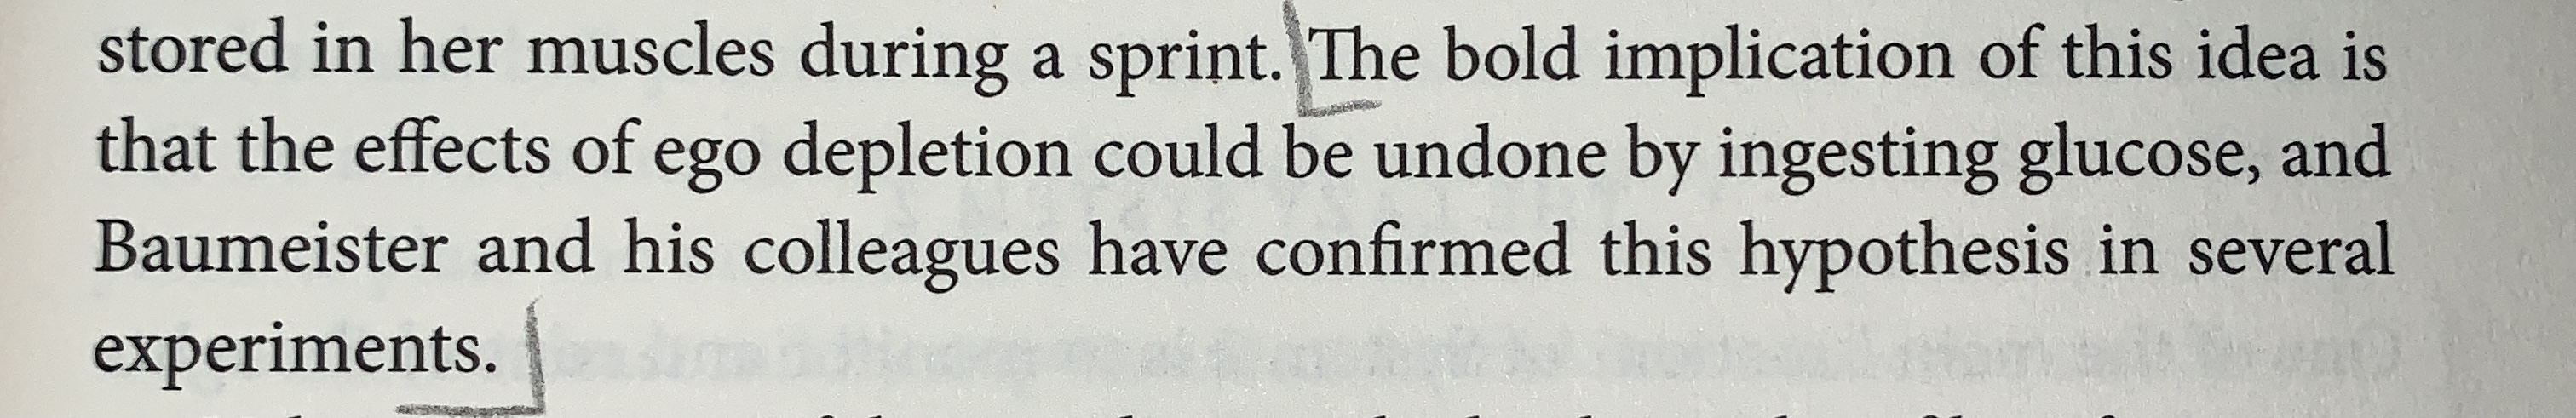 stored in her muscles during a sprint. The bold implication of this idea is
that the effects of ego depletion could be undone by ingesting glucose, and
Baumeister and his colleagues have confirmed this hypothesis in several
experiments.